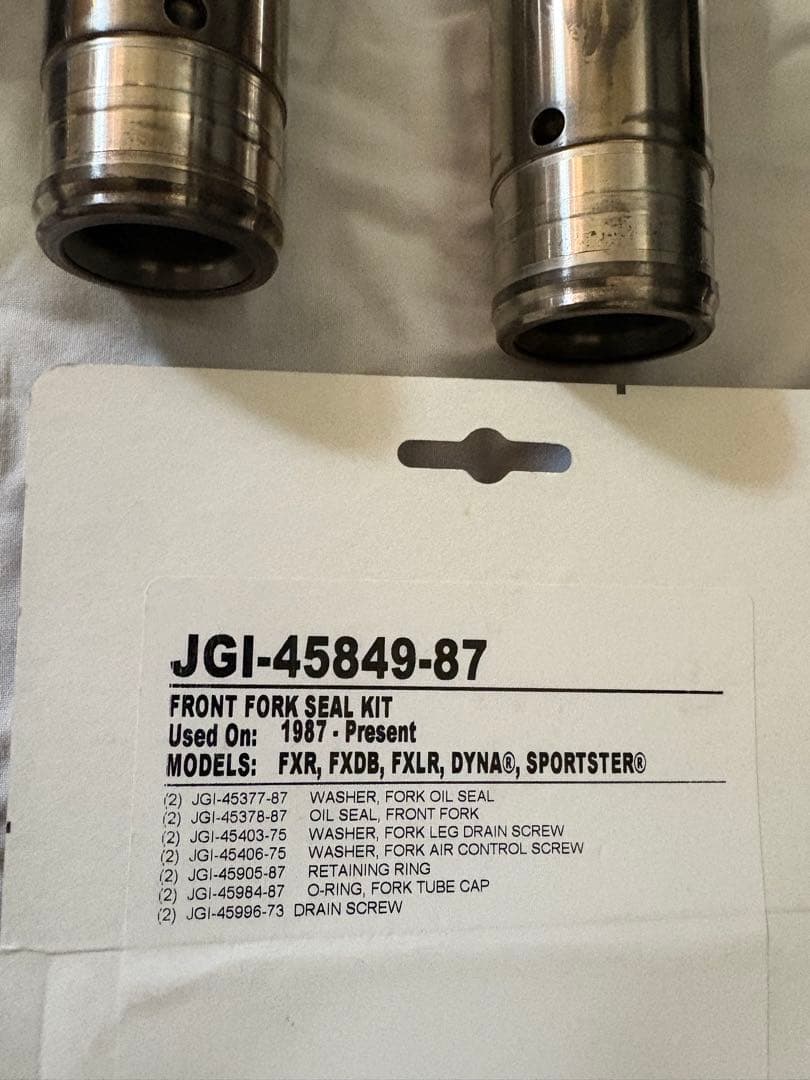 JGI-45849-87
FRONT FORK SEAL KIT
Used On: 1987 - Present
MODELS: FXR, FXDB, FXLR, DYNA®, SPORTSTER®
(2) JGI-45377-87 WASHER, FORK OIL SEAL
(2) JGI-45378-87 OIL SEAL, FRONT FORK
(2) JGI-45403-75 WASHER, FORK LEG DRAIN SCREW
(2) JGI-45406-75 WASHER, FORK AIR CONTROL SCREW
(2) JGI-45905-87 RETAINING RING
(2) JGI-45984-87 O-RING, FORK TUBE CAP
(2) JGI-45996-73 DRAIN SCREW